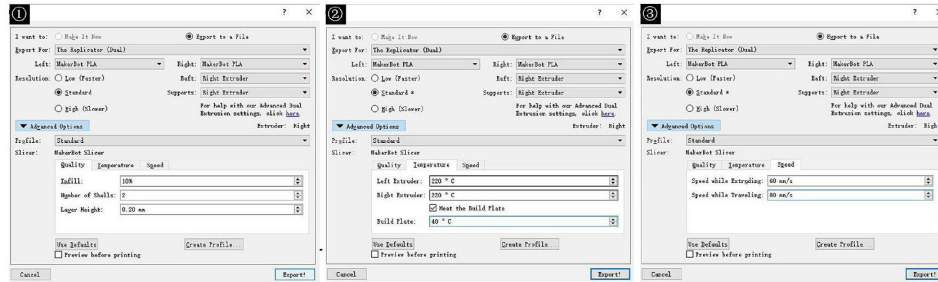 ①
?
×
I want to:
Make It Now
Export to a File
Export For:
The Replicator (Dual)
Left:
MakerBot PLA
Right:
MakerBot PLA
Resolution:
Low (Faster)
Raft:
Right Extruder
Standard
Supports:
Right Extruder
High (Slower)
For help with our Advanced Dual
Extrusion settings, click here.
Advanced Options
Extruder: Right
Profile:
Standard
Slicer:
MakerBot Slicer
Quality Temperature Speed
Infill:
10%
Number of Shells:
2
Layer Height:
0.20 mm
Use Defaults
Create Profile...
Preview before printing
Cancel
Export!
②
?
×
I want to:
Make It Now
Export to a File
Export For:
The Replicator (Dual)
Left:
MakerBot PLA
Right:
MakerBot PLA
Resolution:
Low (Faster)
Raft:
Right Extruder
Standard *
Supports:
Right Extruder
High (Slower)
For help with our Advanced Dual
Extrusion settings, click here.
Advanced Options
Extruder: Right
Profile:
Standard
Slicer:
MakerBot Slicer
Quality Temperature Speed
Left Extruder:
220 ° C
Right Extruder:
220 ° C
Heat the Build Plate
Build Plate:
40 ° C
Use Defaults
Create Profile...
Preview before printing
Cancel
Export!
③
?
I want to:
Make It Now
Export to a File
Export For:
The Replicator (Dual)
Left:
MakerBot PLA
Right:
MakerBot PLA
Resolution:
Low (Faster)
Raft:
Right Extruder
Standard *
Supports:
Right Extruder
High (Slower)
For help with our Advanced Dual
Extrusion settings, click here.
Advanced Options
Extruder: Righ
Profile:
Standard
Slicer:
MakerBot Slicer
Quality Temperature Speed
Speed while Extruding:
60 mm/s
Speed while Traveling:
80 mm/s
Use Defaults
Create Profile...
Preview before printing
Cancel
Export!